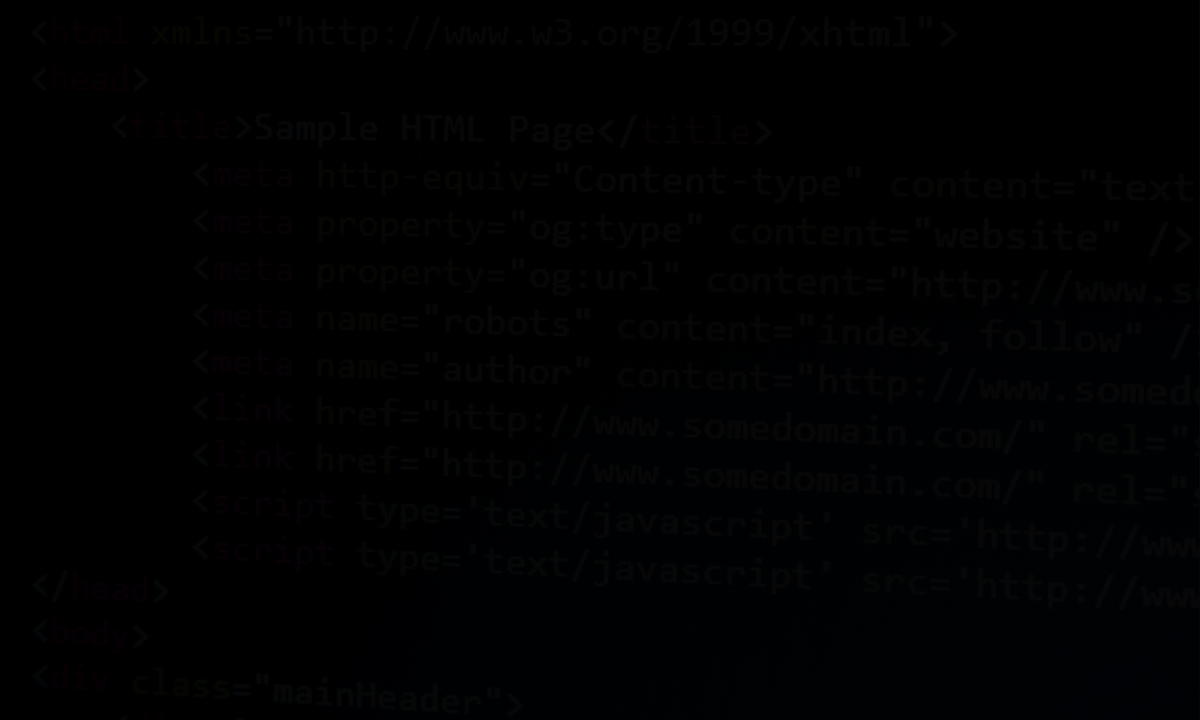 <html xmlns="http://www.w3.org/1999/xhtml">
<head>
<title>Sample HTML Page</title>
<meta http-equiv="Content-type" content="text
<meta property="og:type" content="website" />
<meta property="og:url" content="http://www.s
<meta name="robots" content="index, follow" /
<meta name="author" content="http://www.somed
<link href="http://www.somedomain.com/" rel="
<link href="http://www.somedomain.com/" rel="
<script type='text/javascript' src='http://www
<script type='text/javascript' src='http://www
</head>
<body>
<div class="mainHeader">